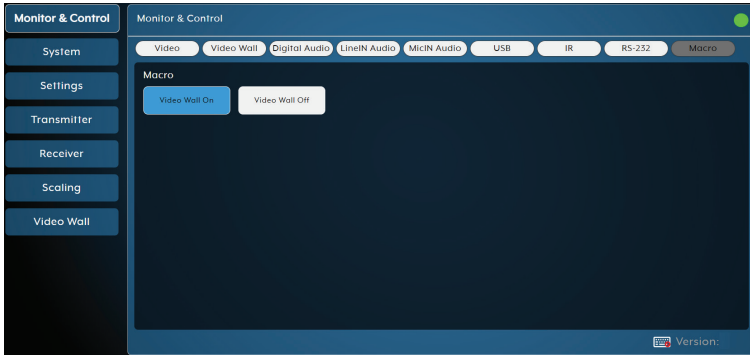 Monitor & Control
System
Settings
Transmitter
Receiver
Scaling
Video Wall
Monitor & Control
Video Video Wall Digital Audio LineIN Audio MicIN Audio USB IR RS-232 Macro
Macro
Video Wall On Video Wall Off
Version: